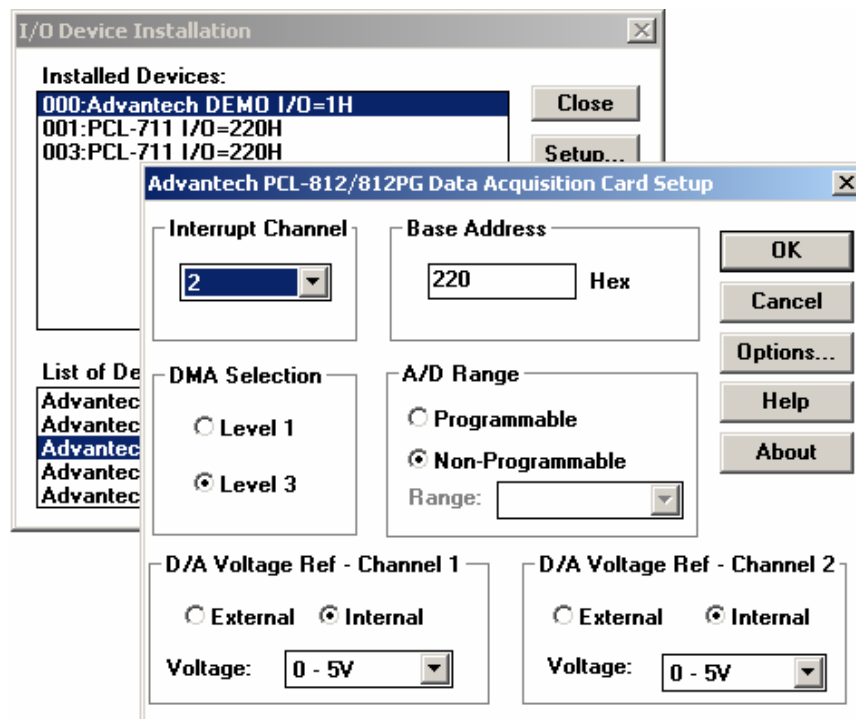 I/O Device Installation
Installed Devices:
000:Advantech DEMO I/O=1H
001:PCL-711 I/O=220H
003:PCL-711 I/O=220H
Close
Setup...
Advantech PCL-812/812PG Data Acquisition Card Setup
Interrupt Channel
2
Base Address
220 Hex
OK
Cancel
Options...
Help
About
List of De
Advantec
Advantec
Advantec
Advantec
Advantec
DMA Selection
Level 1
Level 3
A/D Range
Programmable
Non-Programmable
Range:
D/A Voltage Ref - Channel 1
External Internal
Voltage: 0 - 5V
D/A Voltage Ref - Channel 2
External Internal
Voltage: 0 - 5V